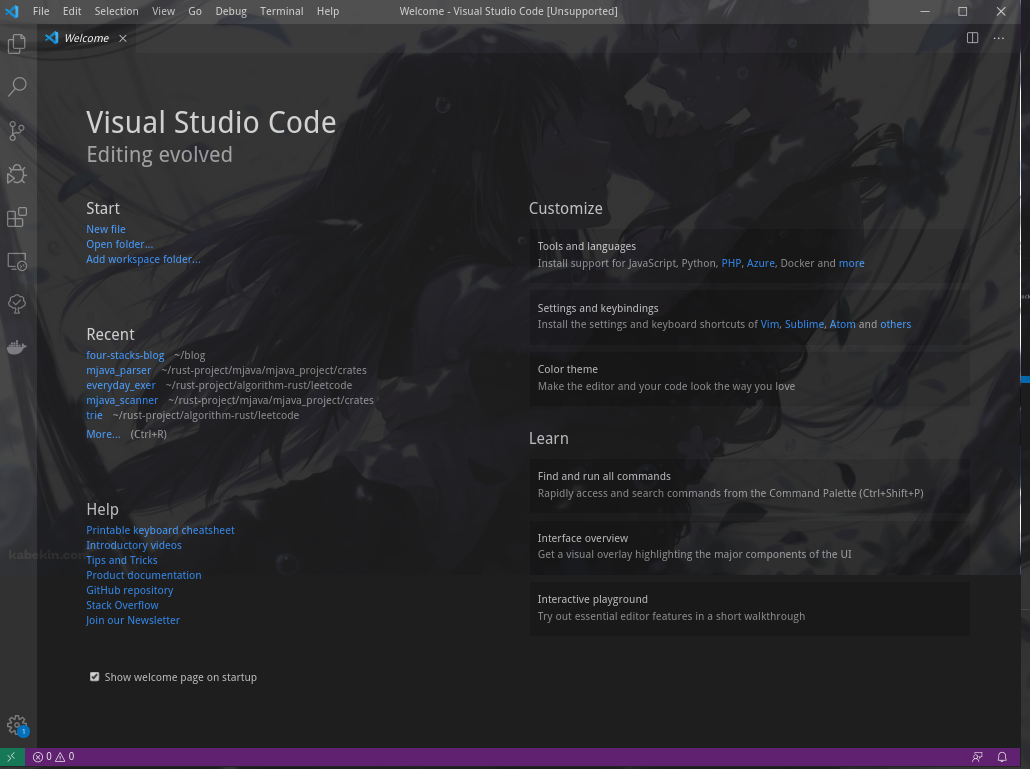 File Edit Selection View Go Debug Terminal Help Welcome - Visual Studio Code [Unsupported]
Welcome
Visual Studio Code
Editing evolved
Start
New file
Open folder...
Add workspace folder...
Recent
four-stacks-blog ~/blog
mjava_parser ~/rust-project/mjava/mjava_project/crates
everyday_exer ~/rust-project/algorithm-rust/leetcode
mjava_scanner ~/rust-project/mjava/mjava_project/crates
trie ~/rust-project/algorithm-rust/leetcode
More... (Ctrl+R)
Help
Printable keyboard cheatsheet
Introductory videos
Tips and Tricks
Product documentation
GitHub repository
Stack Overflow
Join our Newsletter
Show welcome page on startup
Customize
Tools and languages
Install support for JavaScript, Python, PHP, Azure, Docker and more
Settings and keybindings
Install the settings and keyboard shortcuts of Vim, Sublime, Atom and others
Color theme
Make the editor and your code look the way you love
Learn
Find and run all commands
Rapidly access and search commands from the Command Palette (Ctrl+Shift+P)
Interface overview
Get a visual overlay highlighting the major components of the UI
Interactive playground
Try out essential editor features in a short walkthrough
kabekin.com
1
0 0